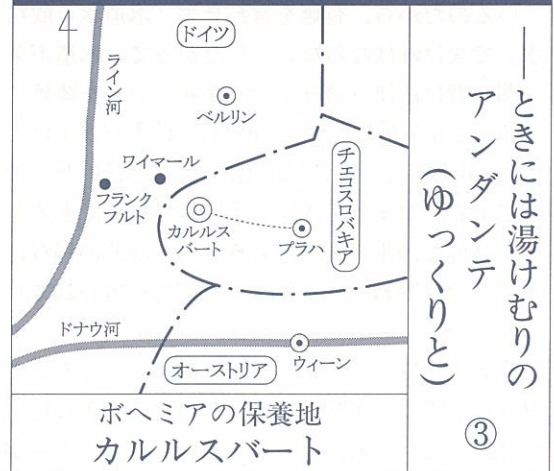 ――ときには湯けむりの
アンダンテ
(ゆっくりと)
③
4
ドイツ
ライン河
ベルリン
ワイマール
フランク
フルト
チェコスロバキア
カルルス
バート
プラハ
ドナウ河
オーストリア
ウィーン
ボヘミアの保養地
カルルスバート